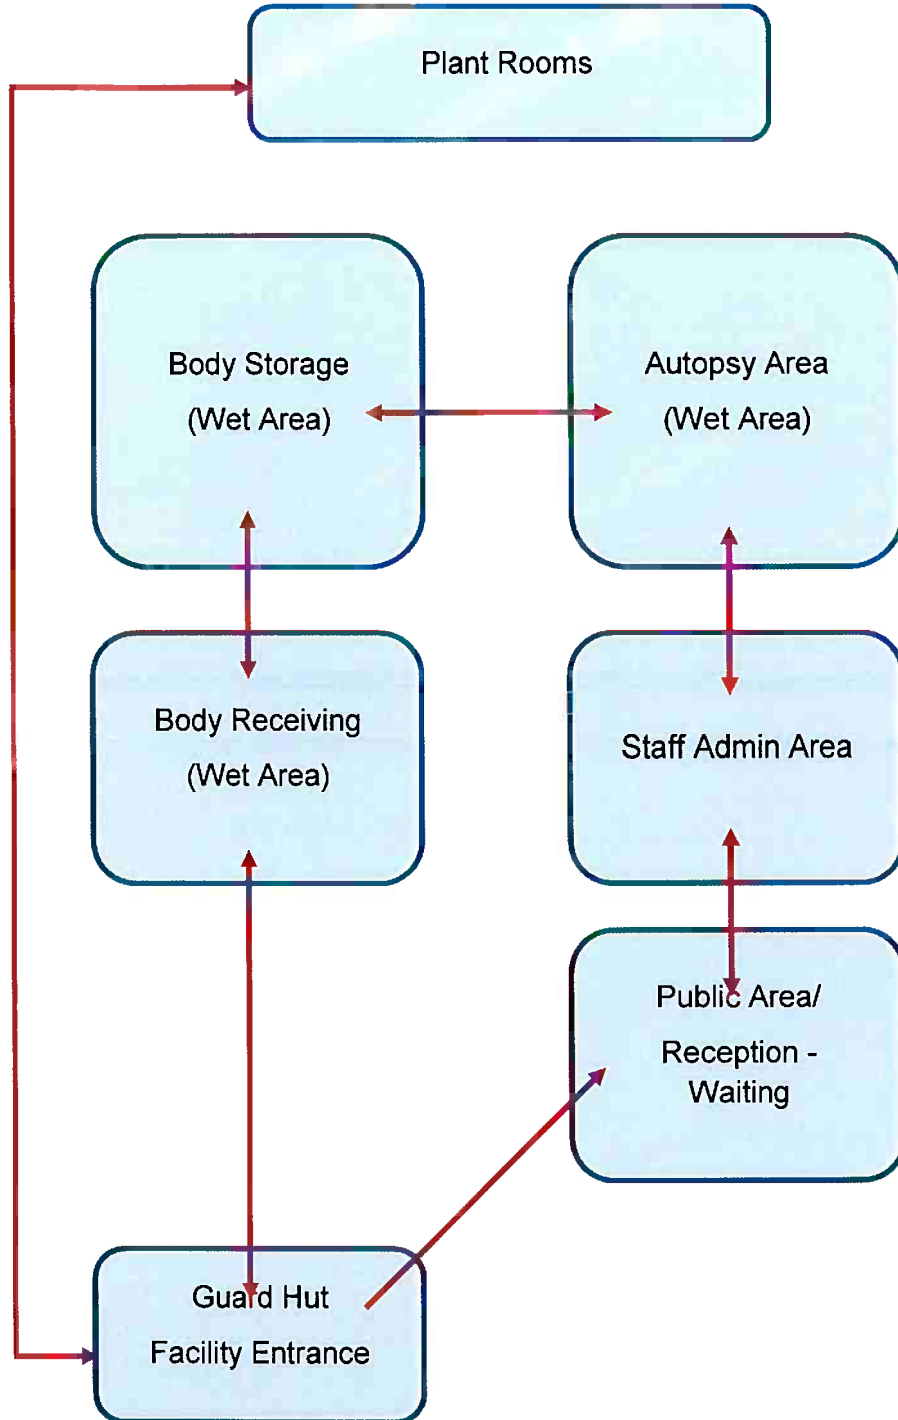 Plant Rooms
Body Storage
(Wet Area)
Autopsy Area
(Wet Area)
Body Receiving
(Wet Area)
Staff Admin Area
Public Area/
Reception -
Waiting
Guard Hut
Facility Entrance